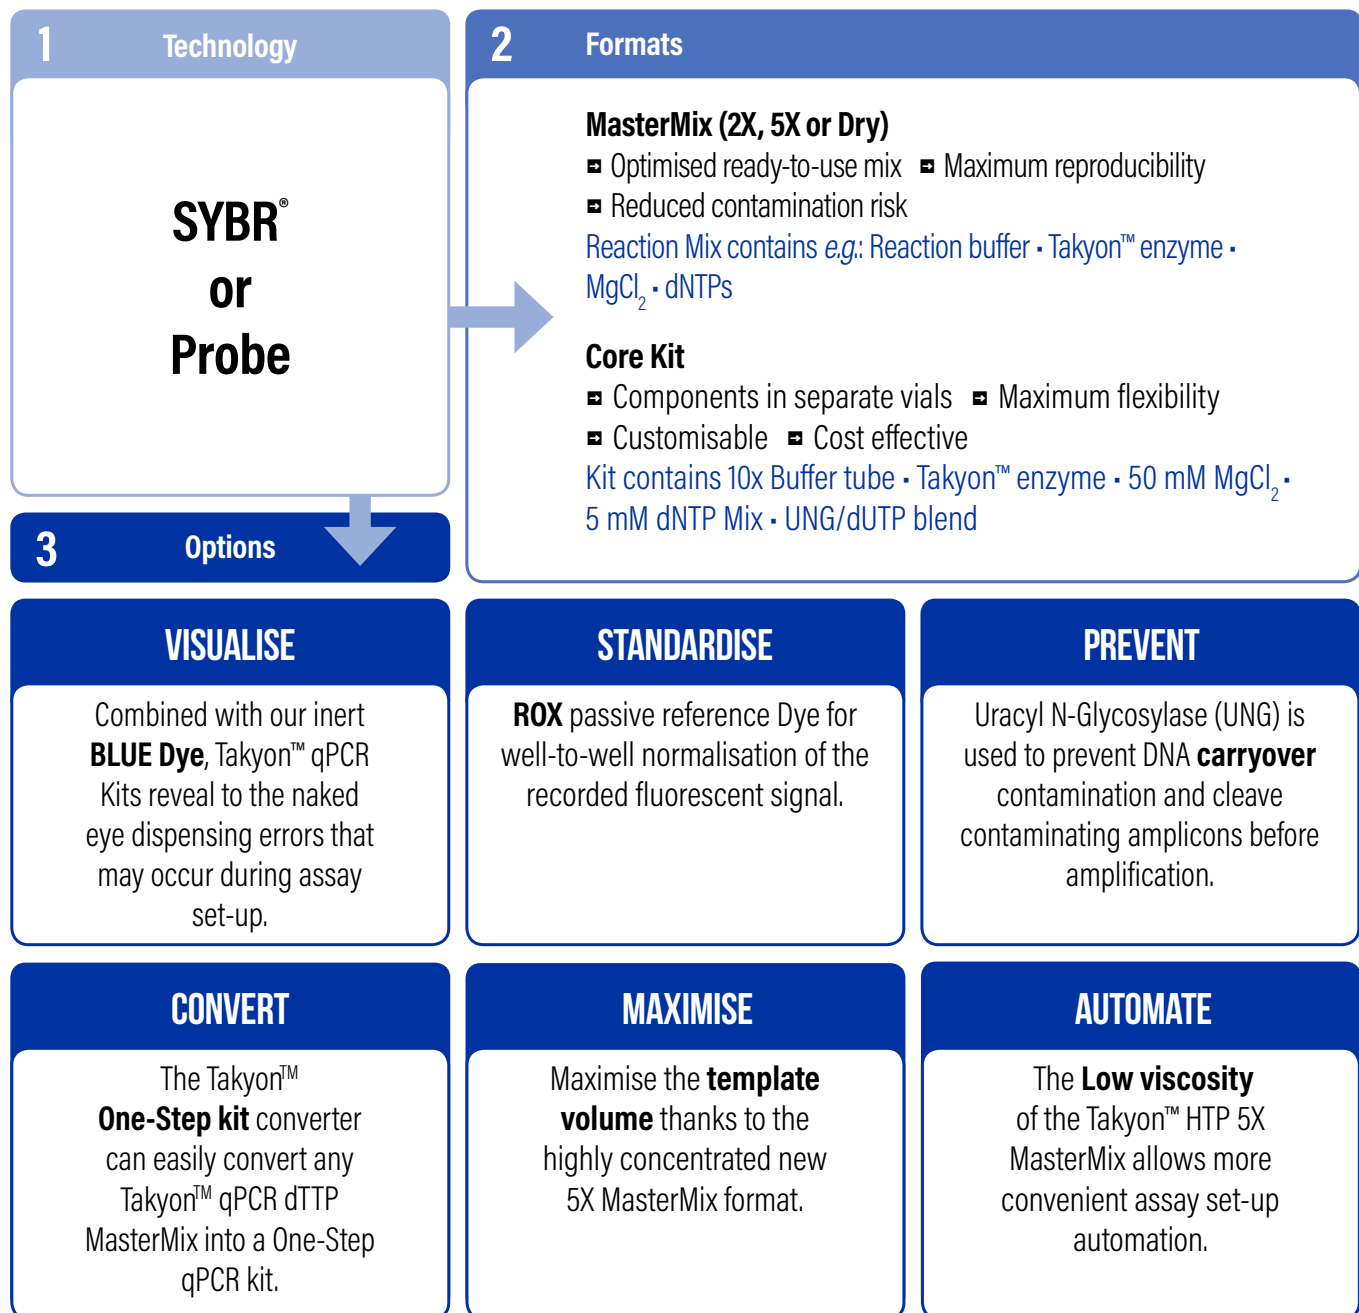 1 Technology
SYBR®
or
Probe
2 Formats
MasterMix (2X, 5X or Dry)
Optimised ready-to-use mix Maximum reproducibility
Reduced contamination risk
Reaction Mix contains e.g.: Reaction buffer • Takyon™ enzyme •
MgCl₂ • dNTPs
Core Kit
Components in separate vials Maximum flexibility
Customisable Cost effective
Kit contains 10x Buffer tube • Takyon™ enzyme • 50 mM MgCl₂ •
5 mM dNTP Mix • UNG/dUTP blend
3 Options
VISUALISE
Combined with our inert
BLUE Dye, Takyon™ qPCR
Kits reveal to the naked
eye dispensing errors that
may occur during assay
set-up.
STANDARDISE
ROX passive reference Dye for
well-to-well normalisation of the
recorded fluorescent signal.
PREVENT
Uracyl N-Glycosylase (UNG) is
used to prevent DNA carryover
contamination and cleave
contaminating amplicons before
amplification.
CONVERT
The Takyon™
One-Step kit converter
can easily convert any
Takyon™ qPCR dTTP
MasterMix into a One-Step
qPCR kit.
MAXIMISE
Maximise the template
volume thanks to the
highly concentrated new
5X MasterMix format.
AUTOMATE
The Low viscosity
of the Takyon™ HTP 5X
MasterMix allows more
convenient assay set-up
automation.